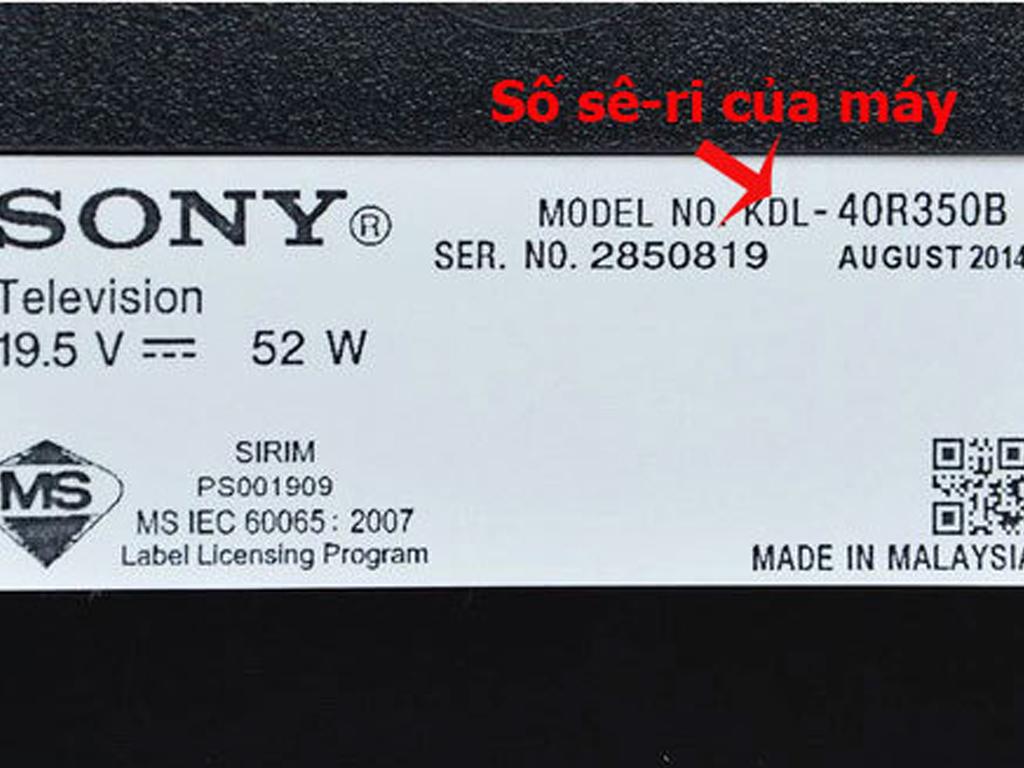 Số sê-ri của máy
SONY®
MODEL NO. KDL-40R350B
SER. NO. 2850819 AUGUST 2014
Television
19.5 V ⎓ 52 W
MS
SIRIM
PS001909
MS IEC 60065 : 2007
Label Licensing Program
MADE IN MALAYSIA